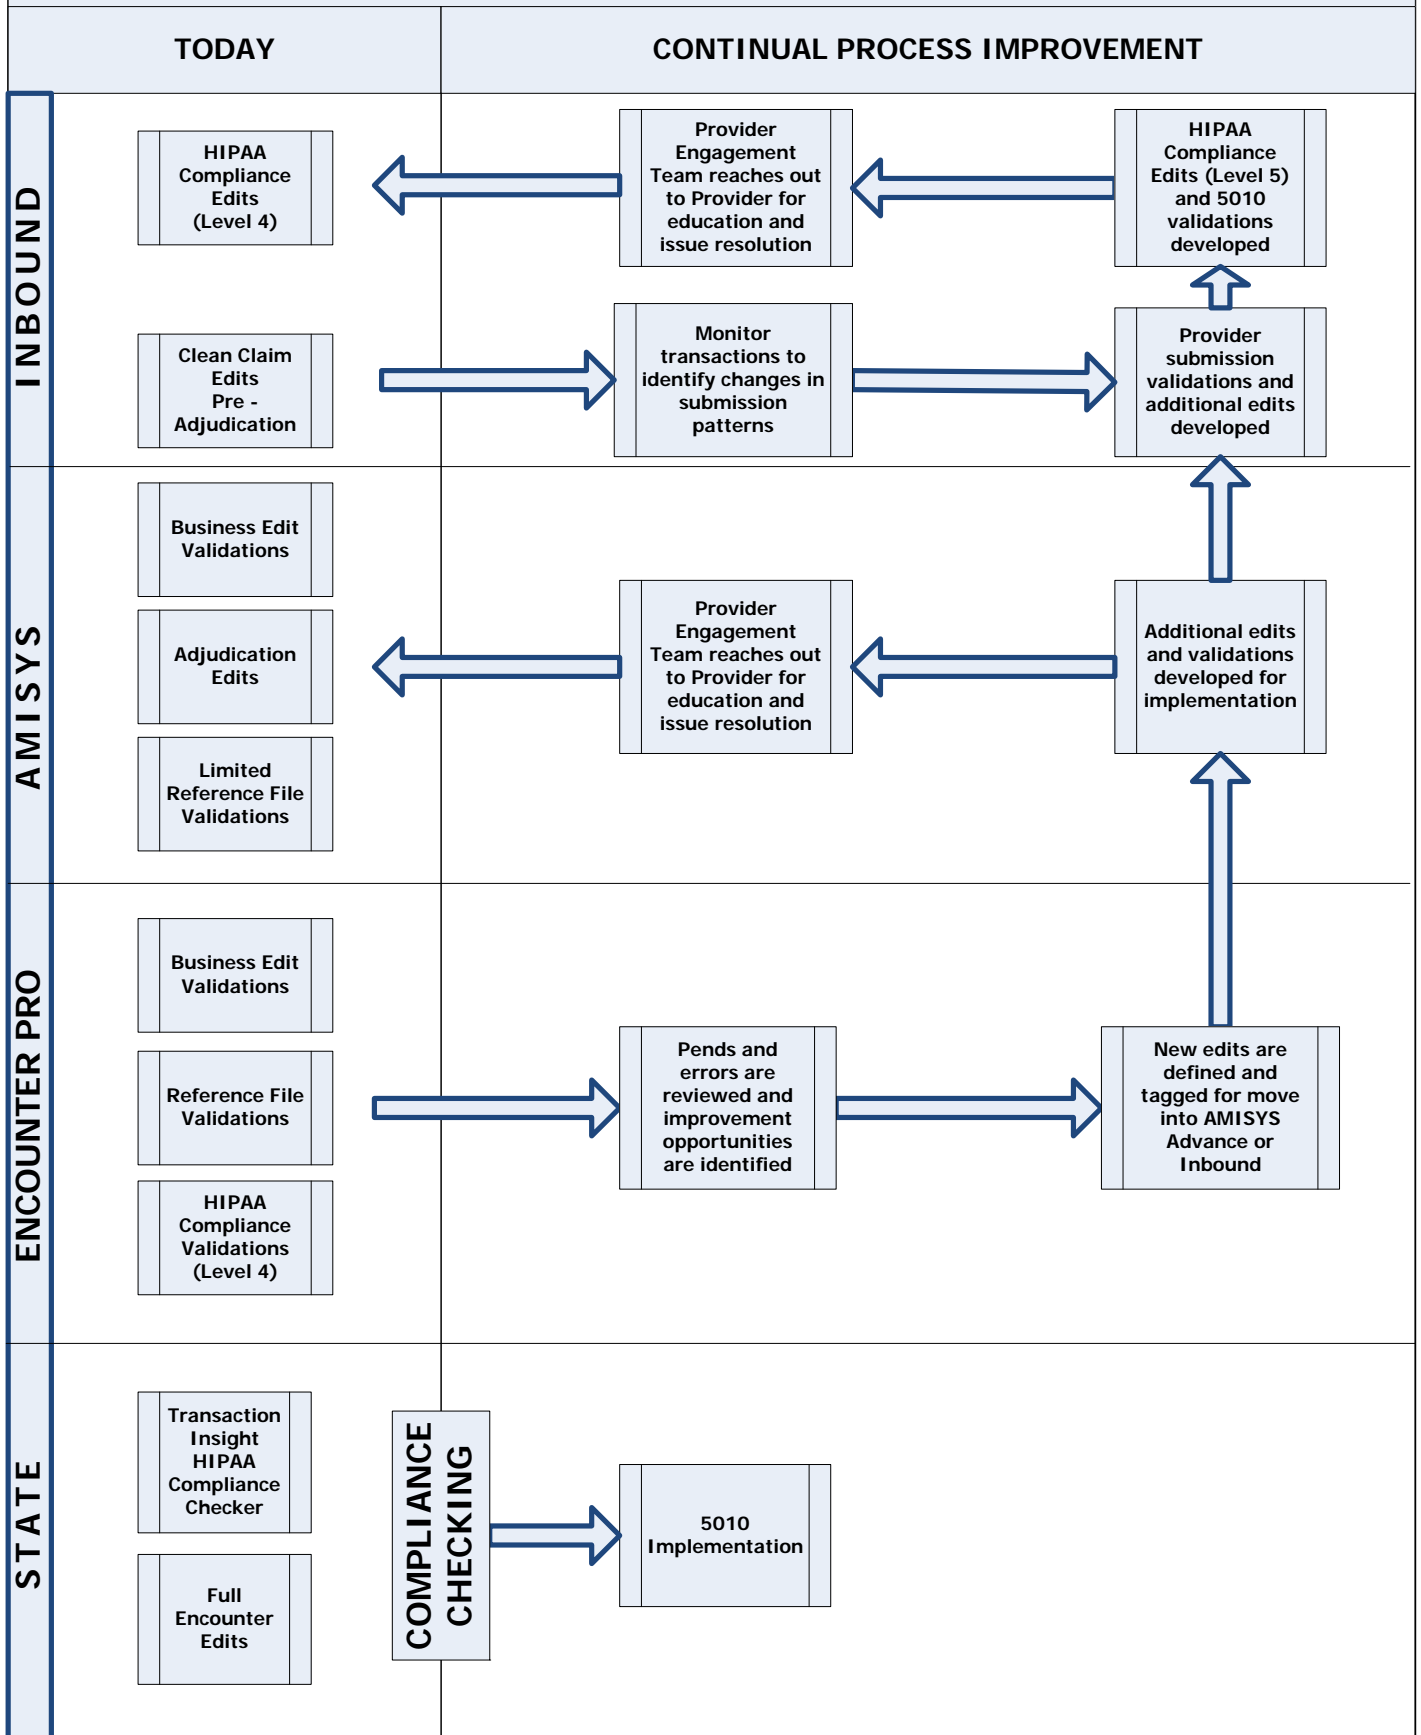 TODAY
CONTINUAL PROCESS IMPROVEMENT
INBOUND
HIPAA
Compliance
Edits
(Level 4)
Provider
Engagement
Team reaches out
to Provider for
education and
issue resolution
HIPAA
Compliance
Edits (Level 5)
and 5010
validations
developed
Clean Claim
Edits
Pre -
Adjudication
Monitor
transactions to
identify changes in
submission
patterns
Provider
submission
validations and
additional edits
developed
AMISYS
Business Edit
Validations
Adjudication
Edits
Limited
Reference File
Validations
Provider
Engagement
Team reaches out
to Provider for
education and
issue resolution
Additional edits
and validations
developed for
implementation
ENCOUNTER PRO
Business Edit
Validations
Reference File
Validations
HIPAA
Compliance
Validations
(Level 4)
Pends and
errors are
reviewed and
improvement
opportunities
are identified
New edits are
defined and
tagged for move
into AMISYS
Advance or
Inbound
STATE
Transaction
Insight
HIPAA
Compliance
Checker
Full
Encounter
Edits
COMPLIANCE
CHECKING
5010
Implementation